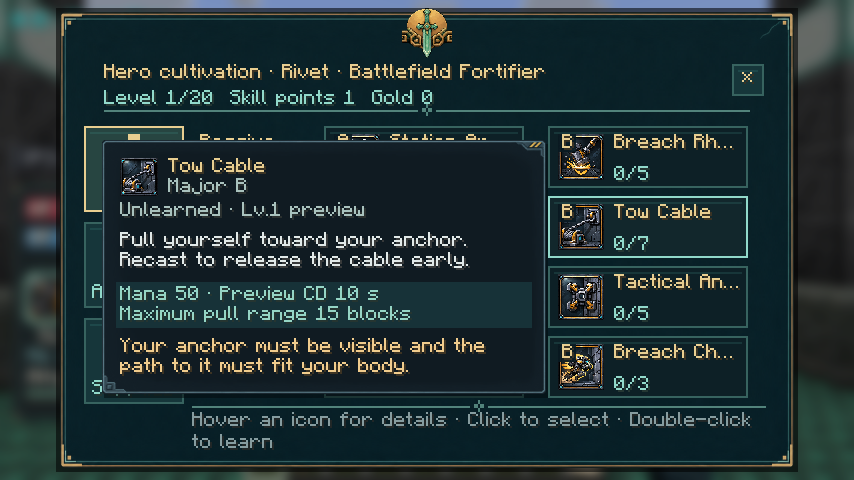 Hero cultivation · Rivet · Battlefield Fortifier
Level 1/20 Skill points 1 Gold 0
x
B Breach Rh...
0/5
Tow Cable
Major B
Unlearned · Lv.1 preview
Pull yourself toward your anchor.
Recast to release the cable early.
Mana 50 · Preview CD 10 s
Maximum pull range 15 blocks
Your anchor must be visible and the
path to it must fit your body.
B Tow Cable
0/7
Tactical An...
0/5
B Breach Ch...
0/3
Hover an icon for details · Click to select · Double-click
to learn